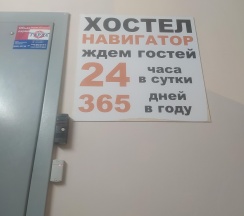 ХОСТЕЛ
НАВИГАТОР
ждем гостей
24 часа в сутки
365 дней в году